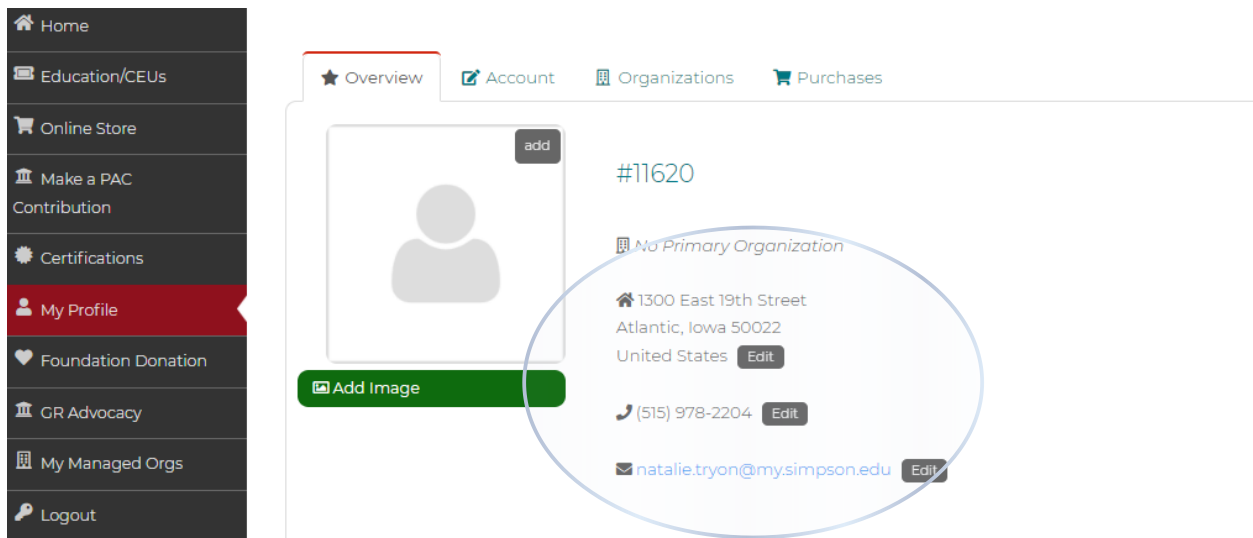 Home
Education/CEUs
Online Store
Make a PAC
Contribution
Certifications
My Profile
Foundation Donation
GR Advocacy
My Managed Orgs
Logout
Overview
Account
Organizations
Purchases
add
Add Image
#11620
No Primary Organization
1300 East 19th Street
Atlantic, Iowa 50022
United States Edit
(515) 978-2204 Edit
natalie.tryon@my.simpson.edu Edit